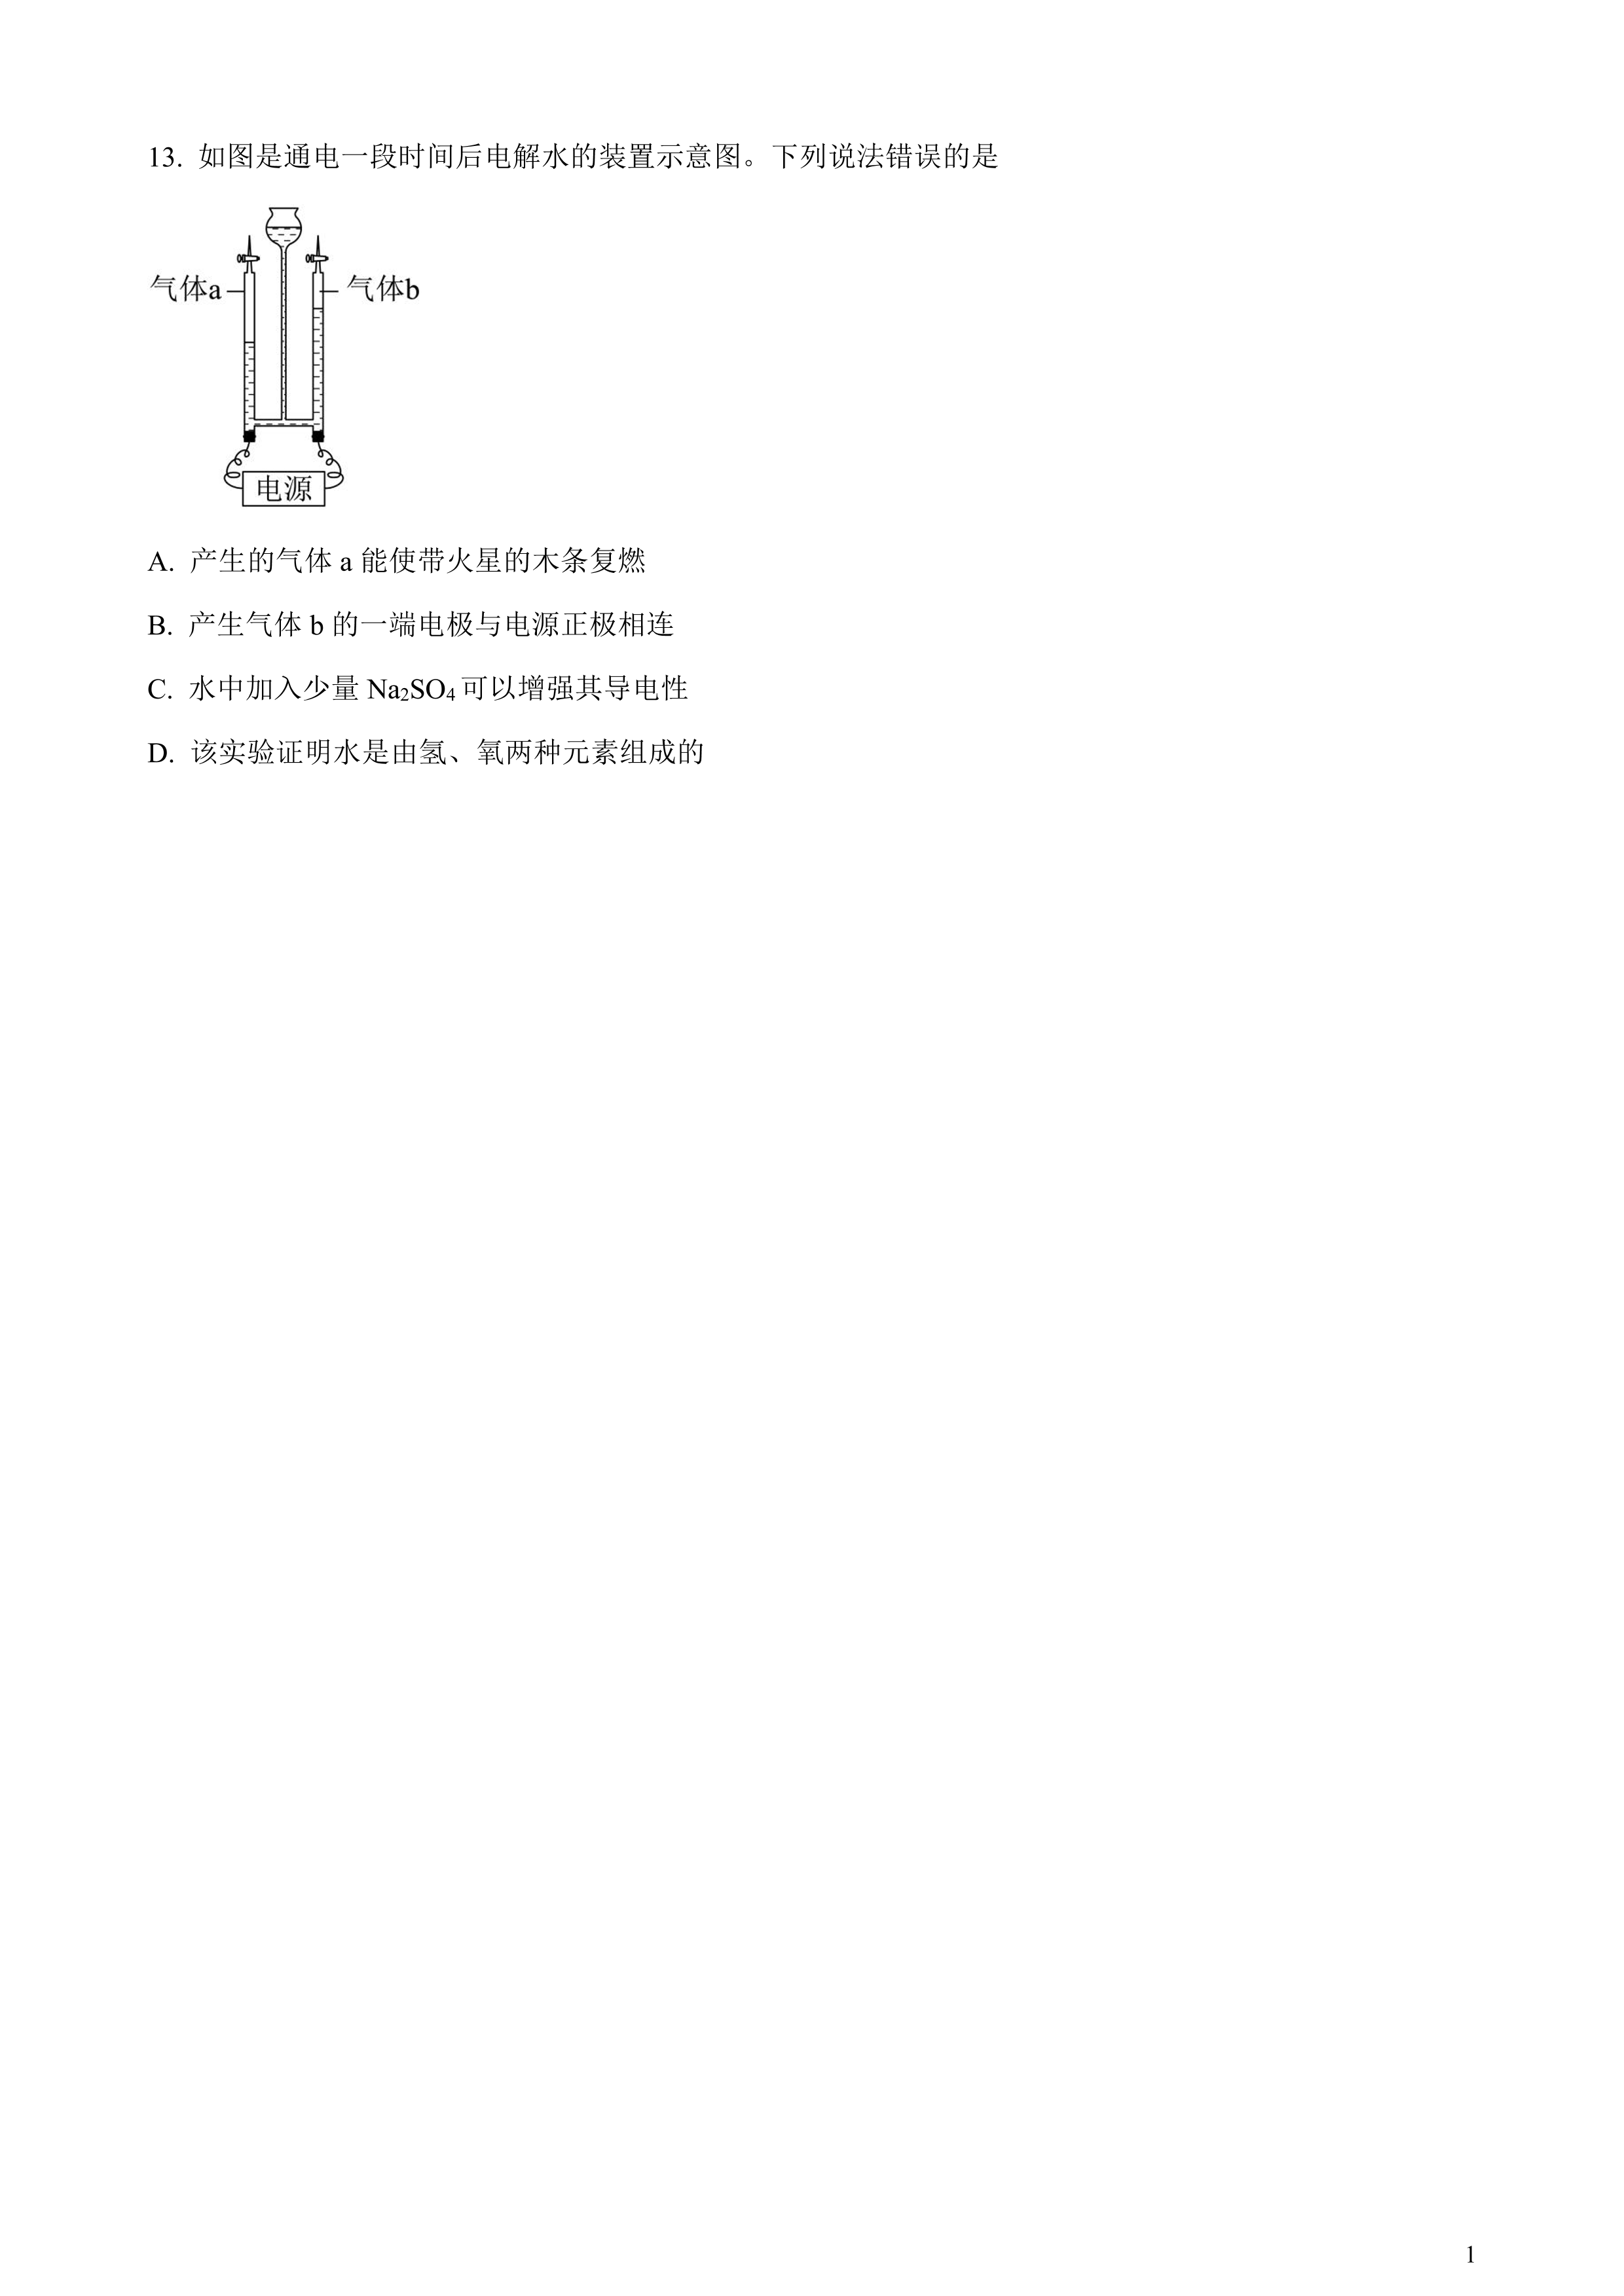 13. 如图是通电一段时间后电解水的装置示意图。下列说法错误的是
气体a
气体b
电源
A. 产生的气体 a 能使带火星的木条复燃
B. 产生气体 b 的一端电极与电源正极相连
C. 水中加入少量 Na₂SO₄ 可以增强其导电性
D. 该实验证明水是由氢、氧两种元素组成的
1